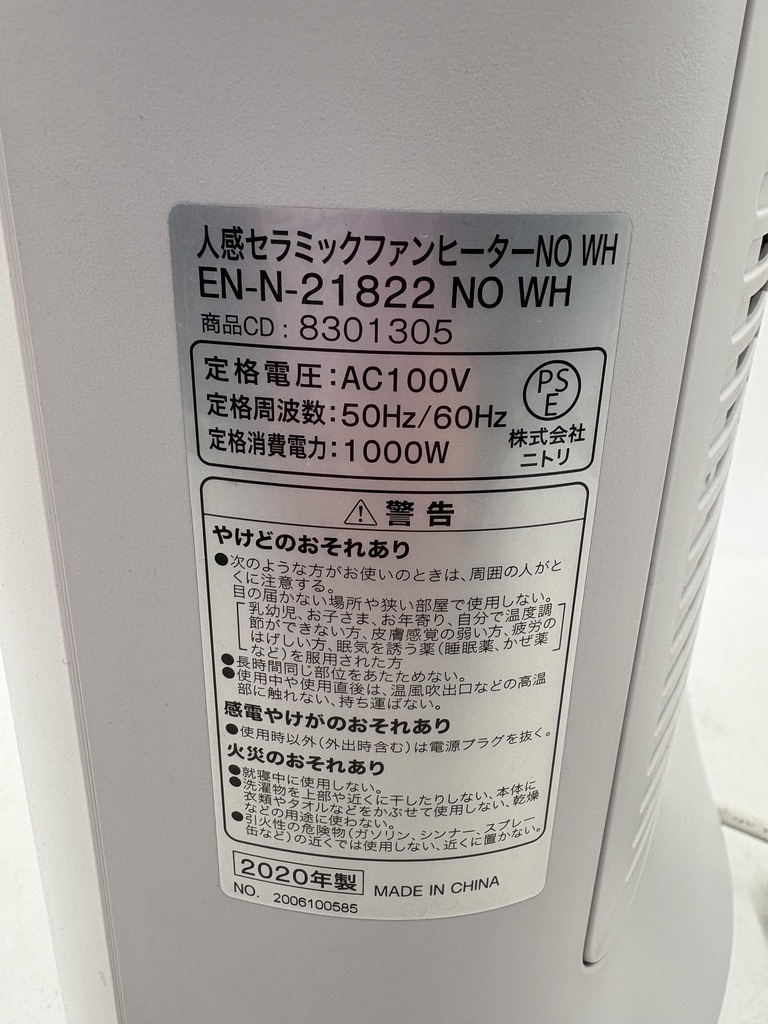 人感セラミックファンヒーターNO WH
EN-N-21822 NO WH
商品CD:8301305
定格電圧:AC100V
定格周波数:50Hz/60Hz
定格消費電力:1000W
PS
E
株式会社
ニトリ
⚠警告
やけどのおそれあり
●次のような方がお使いのときは、周囲の人がと
くに注意する。
目の届かない場所や狭い部屋で使用しない。
[乳幼児、お子さま、お年寄り、自分で温度調
節ができない方、皮膚感覚の弱い方、疲労の
はげしい方、眠気を誘う薬(睡眠薬、かぜ薬
など)を服用された方]
●長時間同じ部位をあたためない。
●使用中や使用直後は、温風吹出口などの高温
部に触れない、持ち運ばない。
感電やけがのおそれあり
●使用時以外(外出時含む)は電源プラグを抜く。
火災のおそれあり
●就寝中に使用しない。
●洗濯物を上部や近くに干したりしない、本体に
衣類やタオルなどをかぶせて使用しない、乾燥
などの用途に使わない。
●引火性の危険物(ガソリン、シンナー、スプレー
缶など)の近くでは使用しない、近くに置かない。
2020年製 MADE IN CHINA
NO. 2006100585